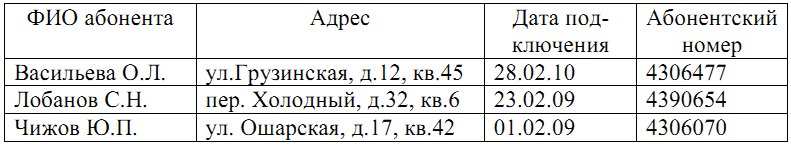 ФИО абонента Адрес Дата под- Абонентский
ключения номер
Васильева О.Л. ул.Грузинская, д.12, кв.45 28.02.10 4306477
Лобанов С.Н. пер. Холодный, д.32, кв.6 23.02.09 4390654
Чижов Ю.П. ул. Ошарская, д.17, кв.42 01.02.09 4306070